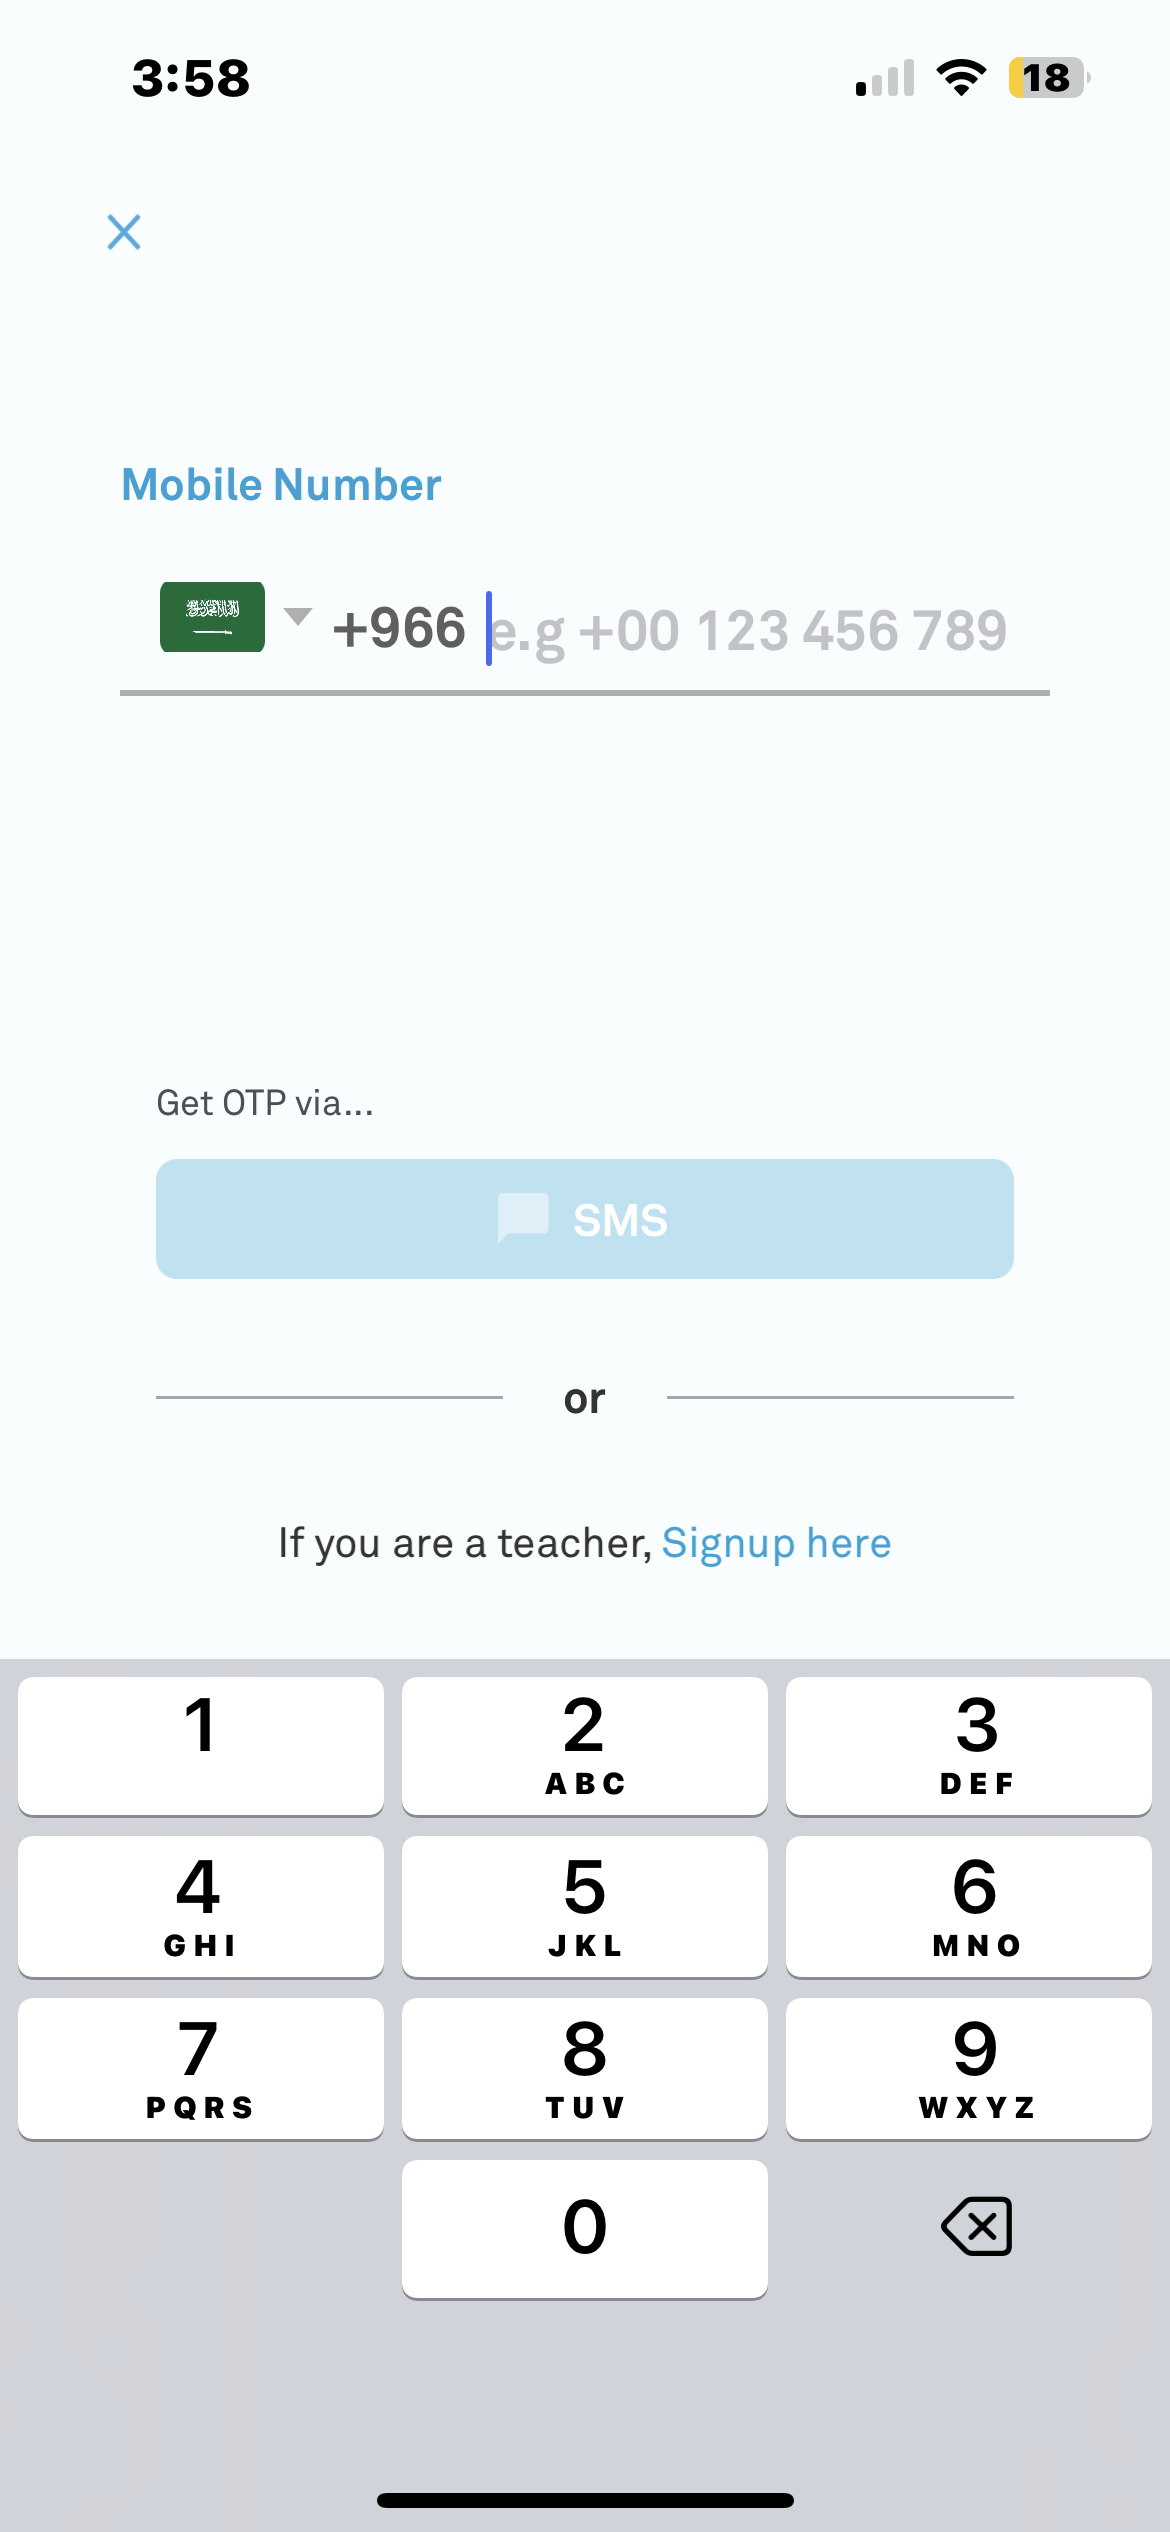 3:58
18
Mobile Number
+966 e.g +00 123 456 789
Get OTP via...
SMS
or
If you are a teacher, Signup here
1 2 3
ABC DEF
4 5 6
GHI JKL MNO
7 8 9
PQRS TUV WXYZ
0